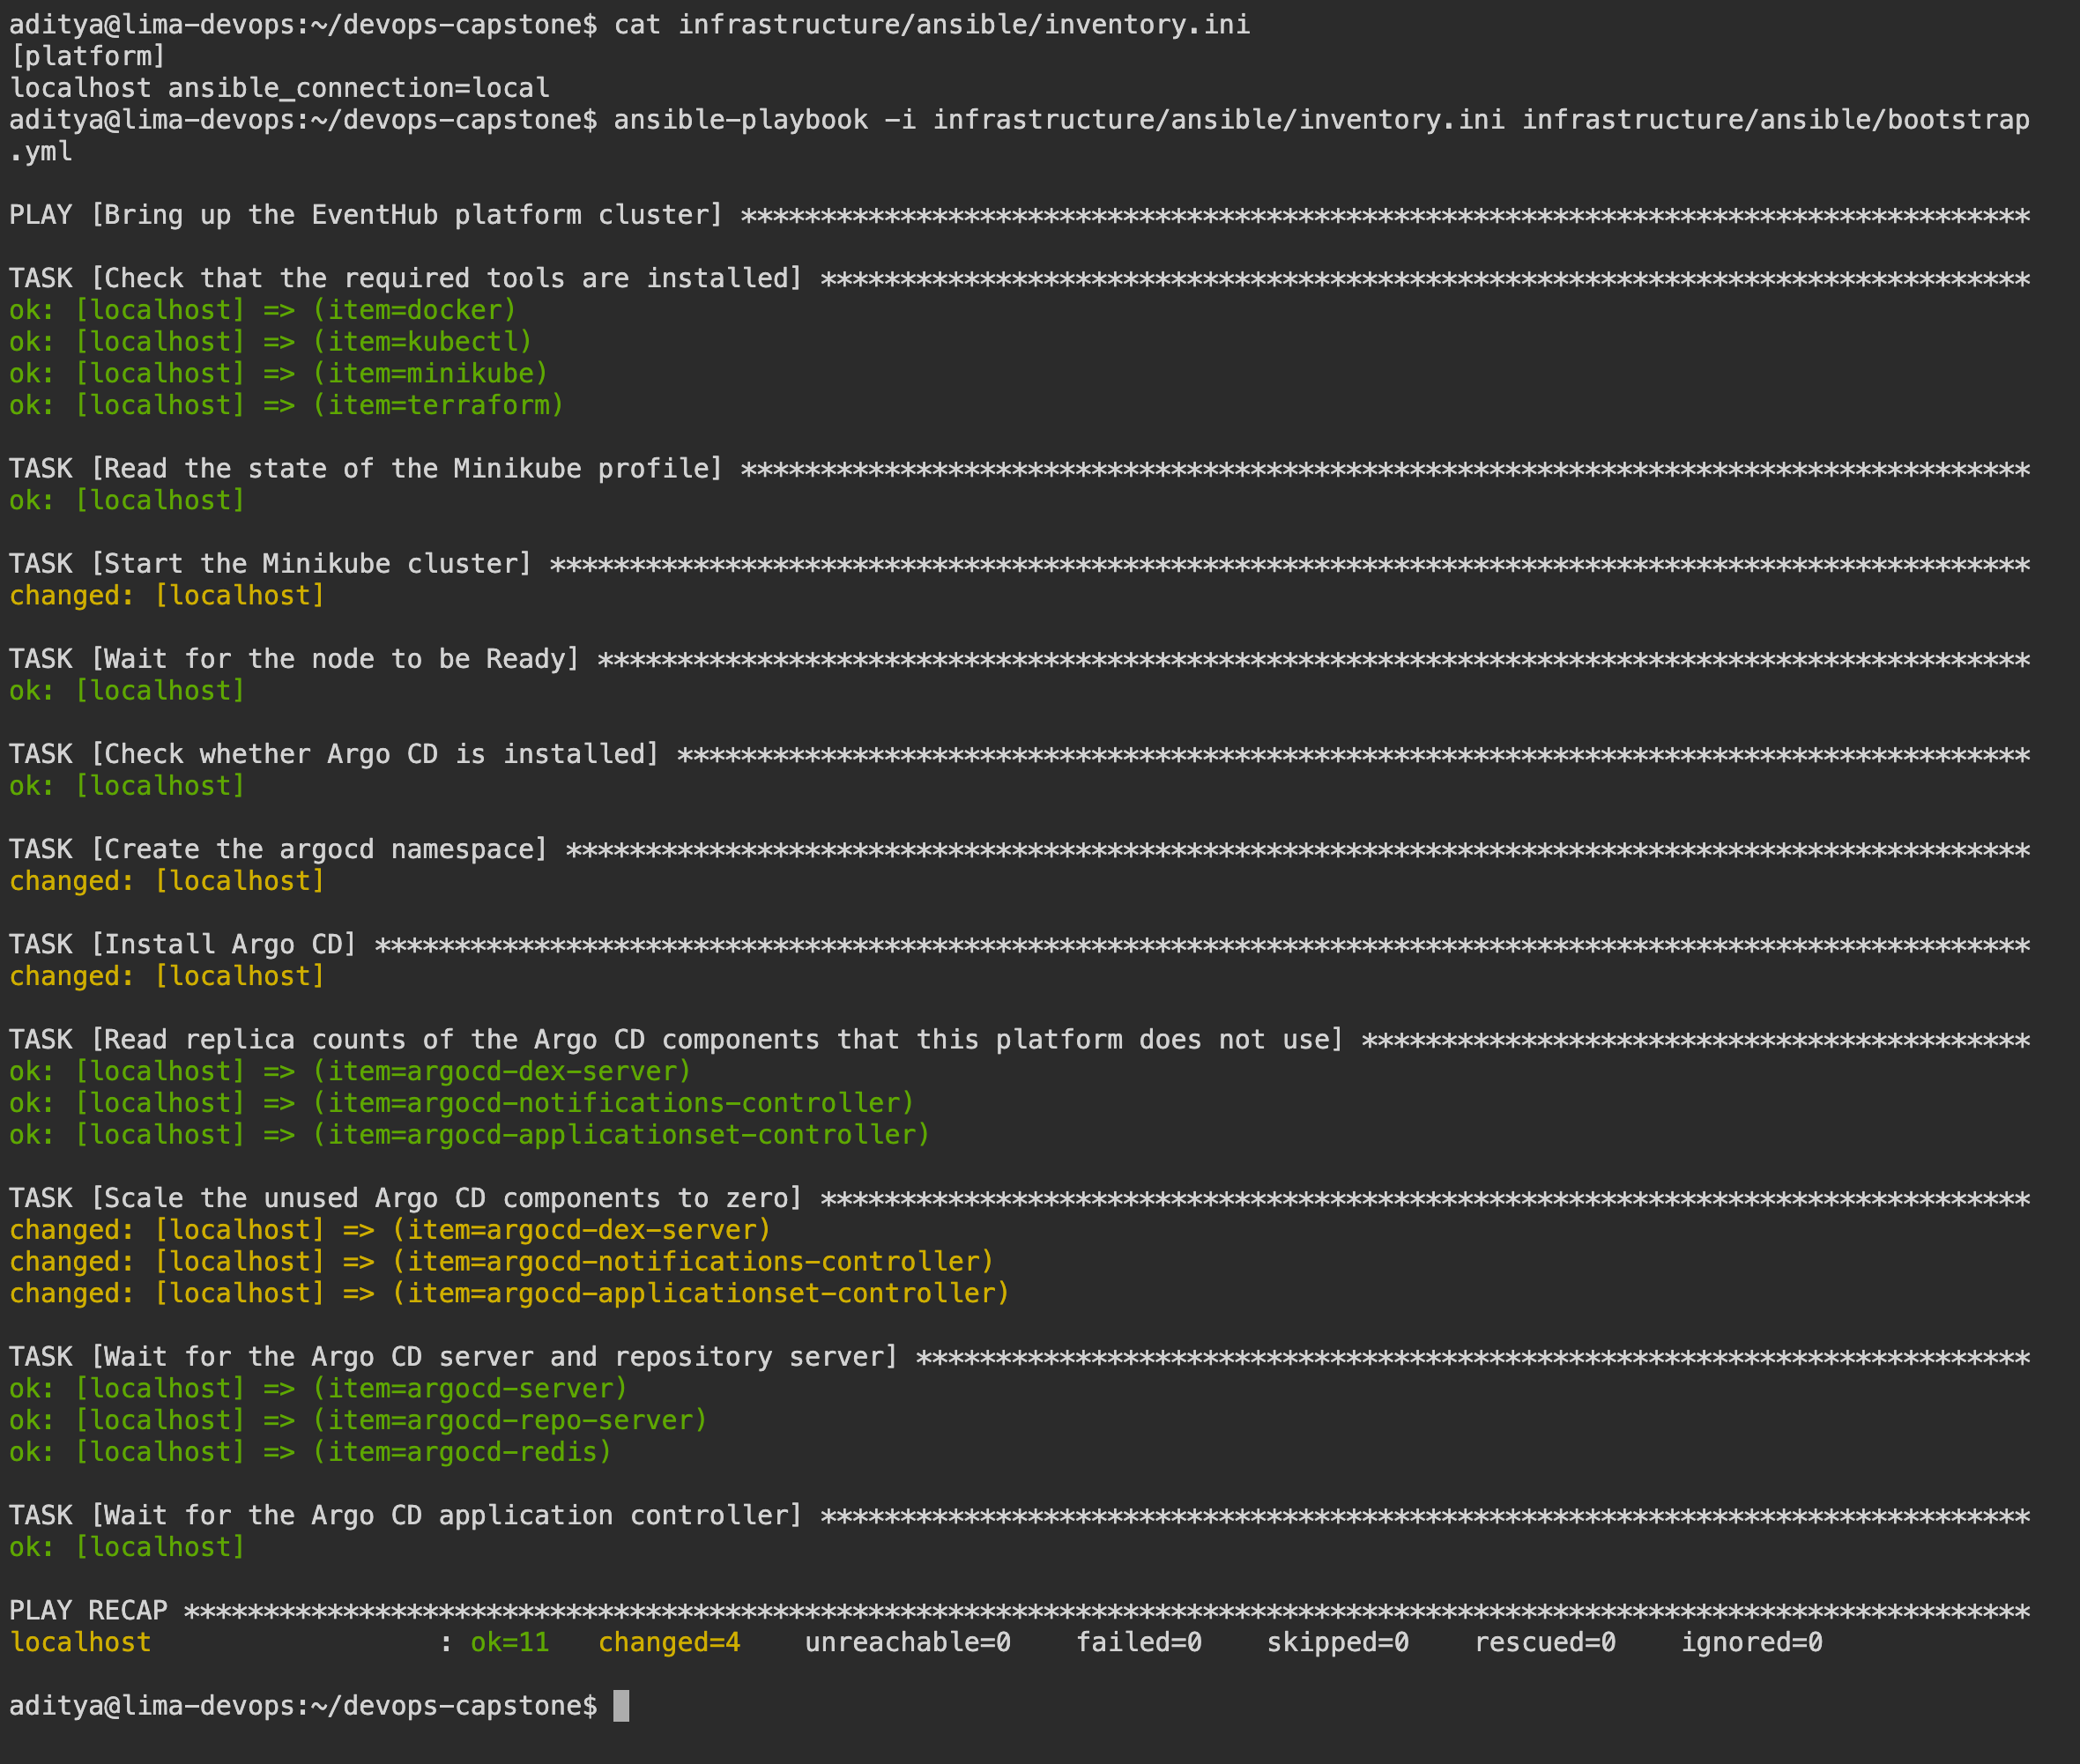 aditya@lima-devops:~/devops-capstone$ cat infrastructure/ansible/inventory.ini
[platform]
localhost ansible_connection=local
aditya@lima-devops:~/devops-capstone$ ansible-playbook -i infrastructure/ansible/inventory.ini infrastructure/ansible/bootstrap
.yml

PLAY [Bring up the EventHub platform cluster] *********************************************************************************

TASK [Check that the required tools are installed] ****************************************************************************
ok: [localhost] => (item=docker)
ok: [localhost] => (item=kubectl)
ok: [localhost] => (item=minikube)
ok: [localhost] => (item=terraform)

TASK [Read the state of the Minikube profile] *********************************************************************************
ok: [localhost]

TASK [Start the Minikube cluster] *********************************************************************************************
changed: [localhost]

TASK [Wait for the node to be Ready] ******************************************************************************************
ok: [localhost]

TASK [Check whether Argo CD is installed] *************************************************************************************
ok: [localhost]

TASK [Create the argocd namespace] ********************************************************************************************
changed: [localhost]

TASK [Install Argo CD] ********************************************************************************************************
changed: [localhost]

TASK [Read replica counts of the Argo CD components that this platform does not use] ******************************************
ok: [localhost] => (item=argocd-dex-server)
ok: [localhost] => (item=argocd-notifications-controller)
ok: [localhost] => (item=argocd-applicationset-controller)

TASK [Scale the unused Argo CD components to zero] ****************************************************************************
changed: [localhost] => (item=argocd-dex-server)
changed: [localhost] => (item=argocd-notifications-controller)
changed: [localhost] => (item=argocd-applicationset-controller)

TASK [Wait for the Argo CD server and repository server] **********************************************************************
ok: [localhost] => (item=argocd-server)
ok: [localhost] => (item=argocd-repo-server)
ok: [localhost] => (item=argocd-redis)

TASK [Wait for the Argo CD application controller] ****************************************************************************
ok: [localhost]

PLAY RECAP ********************************************************************************************************************
localhost                  : ok=11   changed=4    unreachable=0    failed=0    skipped=0    rescued=0    ignored=0

aditya@lima-devops:~/devops-capstone$